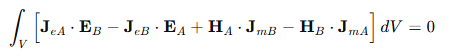 ∫_V [J_{eA} · E_B − J_{eB} · E_A + H_A · J_{mB} − H_B · J_{mA}] dV = 0